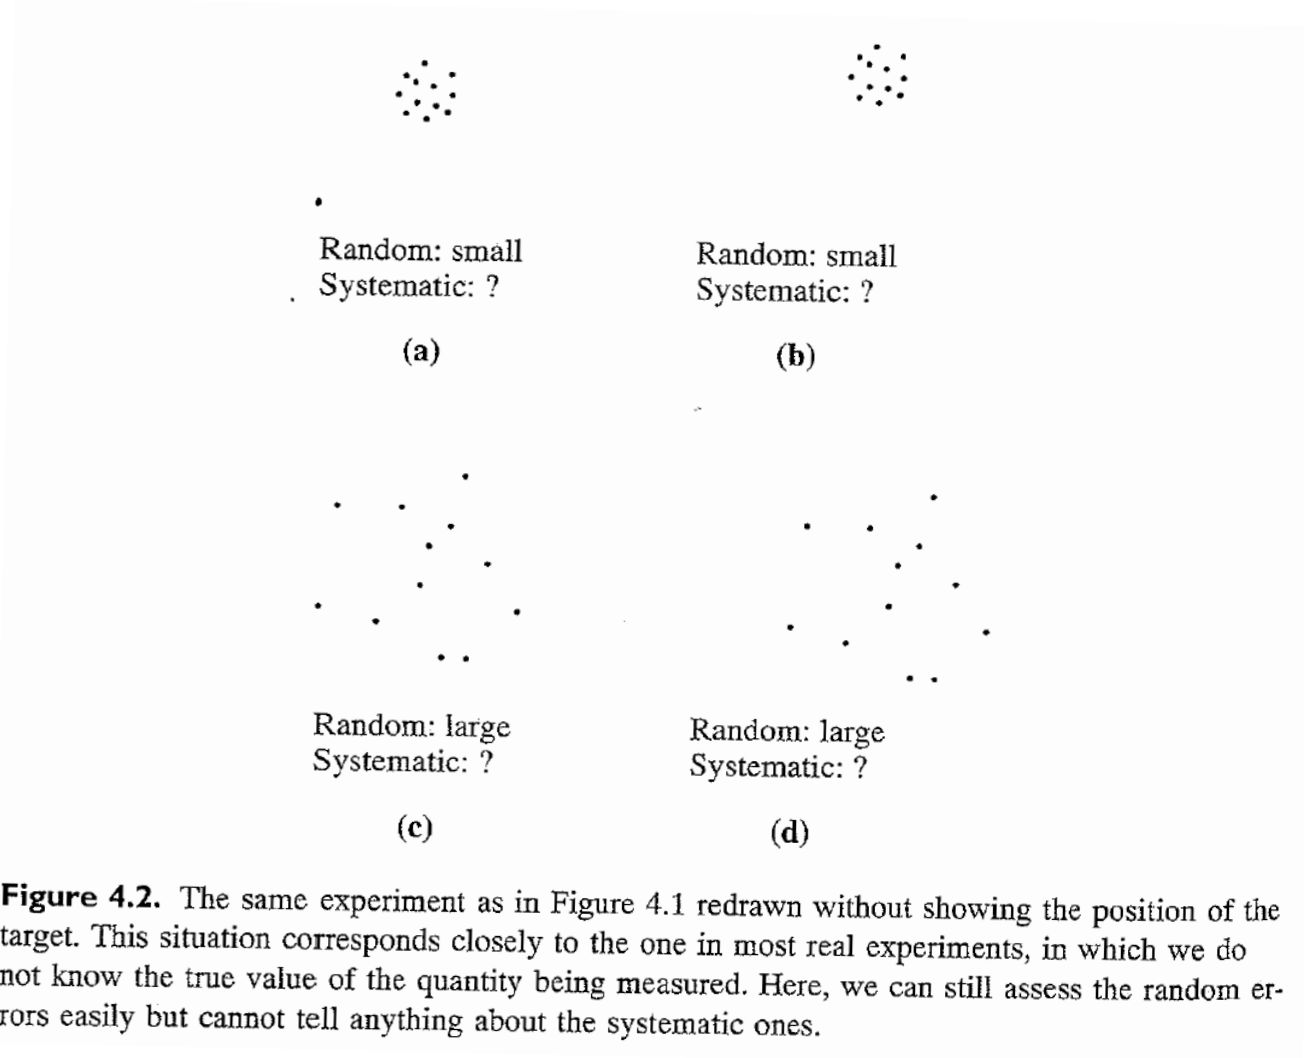 Random: small
Systematic: ?
(a)
Random: small
Systematic: ?
(b)
Random: large
Systematic: ?
(c)
Random: large
Systematic: ?
(d)
Figure 4.2. The same experiment as in Figure 4.1 redrawn without showing the position of the
target. This situation corresponds closely to the one in most real experiments, in which we do
not know the true value of the quantity being measured. Here, we can still assess the random er-
rors easily but cannot tell anything about the systematic ones.